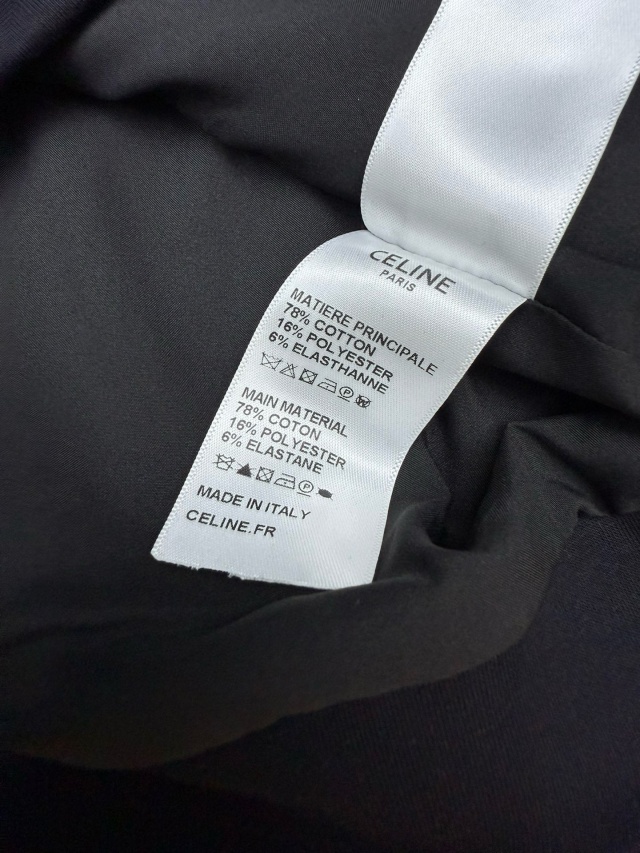 CELINE
PARIS
MATIERE PRINCIPALE
78% COTTON
16% POLYESTER
6% ELASTHANNE
MAIN MATERIAL
78% COTON
16% POLYESTER
6% ELASTANE
MADE IN ITALY
CELINE.FR